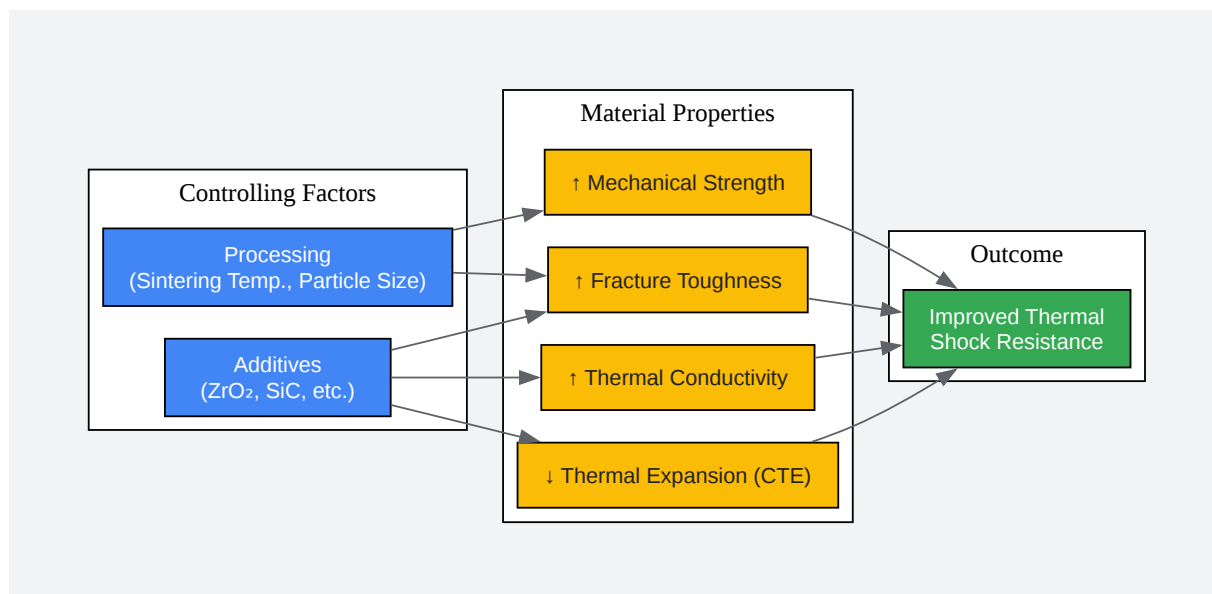 Controlling Factors
Processing
(Sintering Temp., Particle Size)
Additives
(ZrO₂, SiC, etc.)
Material Properties
↑ Mechanical Strength
↑ Fracture Toughness
↑ Thermal Conductivity
↓ Thermal Expansion (CTE)
Outcome
Improved Thermal
Shock Resistance